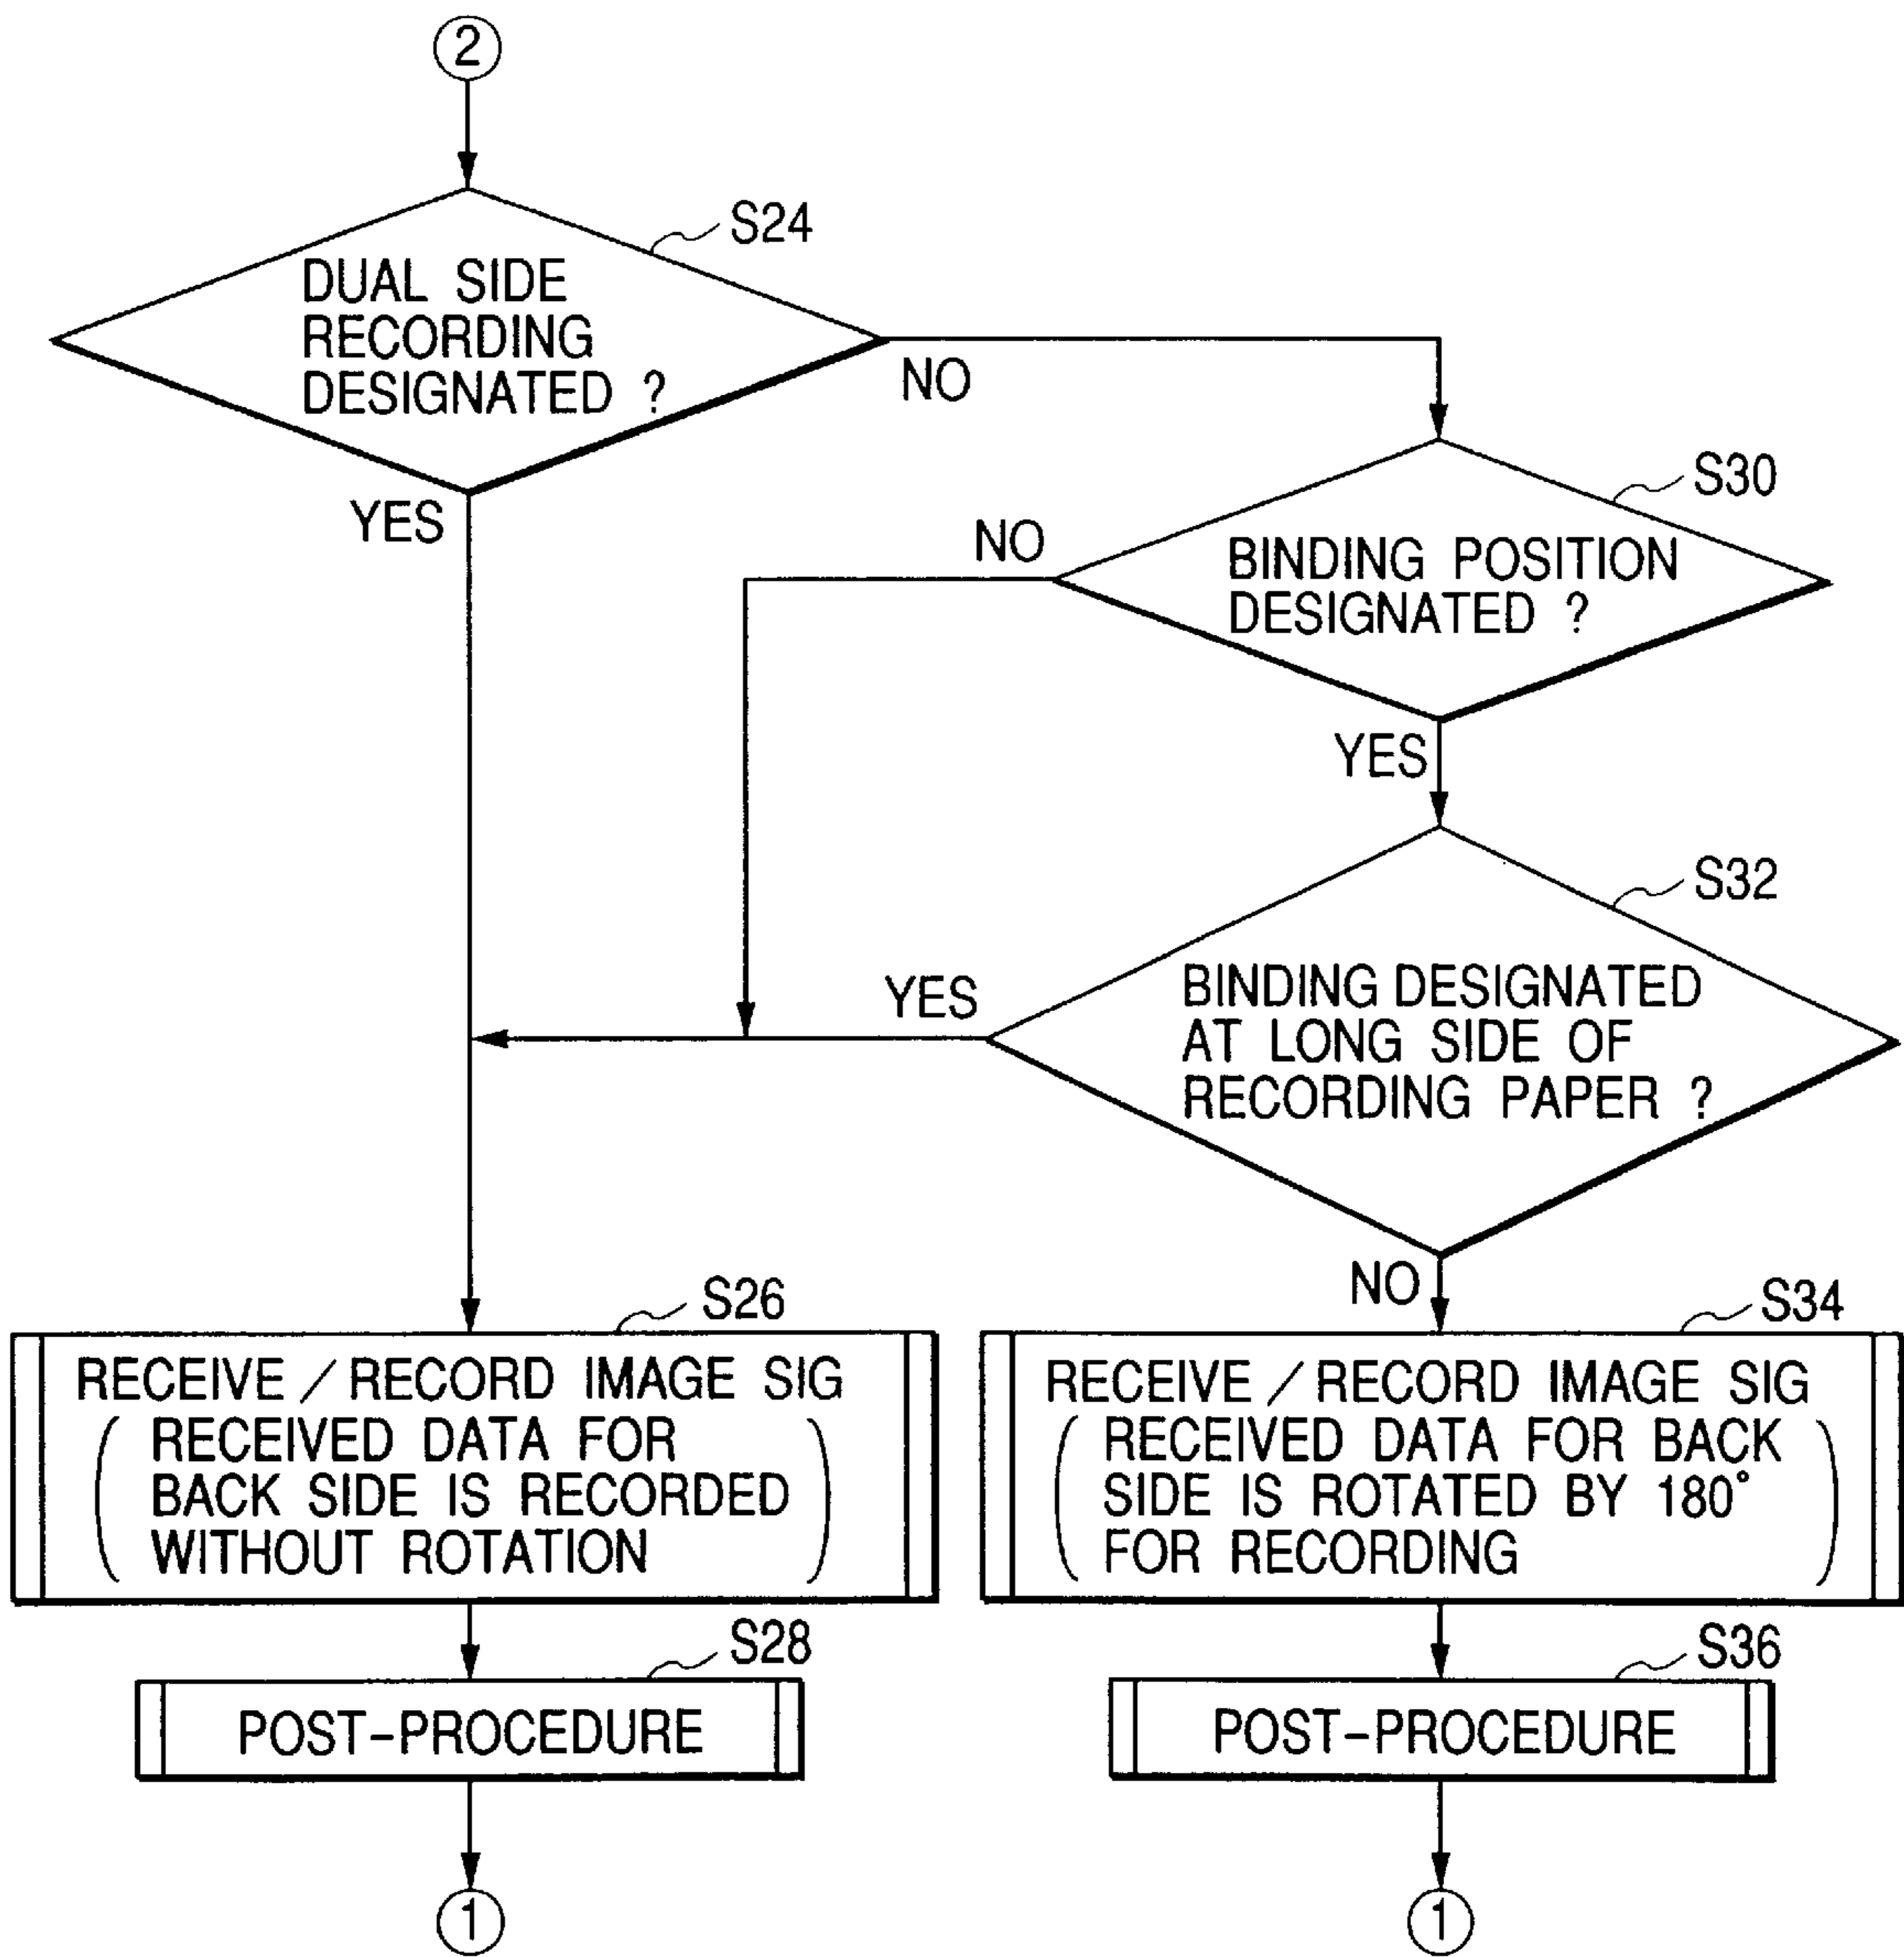 2
S24
DUAL SIDE
RECORDING
DESIGNATED ?
NO
YES
S30
NO
BINDING POSITION
DESIGNATED ?
YES
S32
YES
BINDING DESIGNATED
AT LONG SIDE OF
RECORDING PAPER ?
NO
S26
RECEIVE / RECORD IMAGE SIG
( RECEIVED DATA FOR
BACK SIDE IS RECORDED
WITHOUT ROTATION )
S34
RECEIVE / RECORD IMAGE SIG
( RECEIVED DATA FOR BACK
SIDE IS ROTATED BY 180°
FOR RECORDING )
S28
POST-PROCEDURE
S36
POST-PROCEDURE
1
1